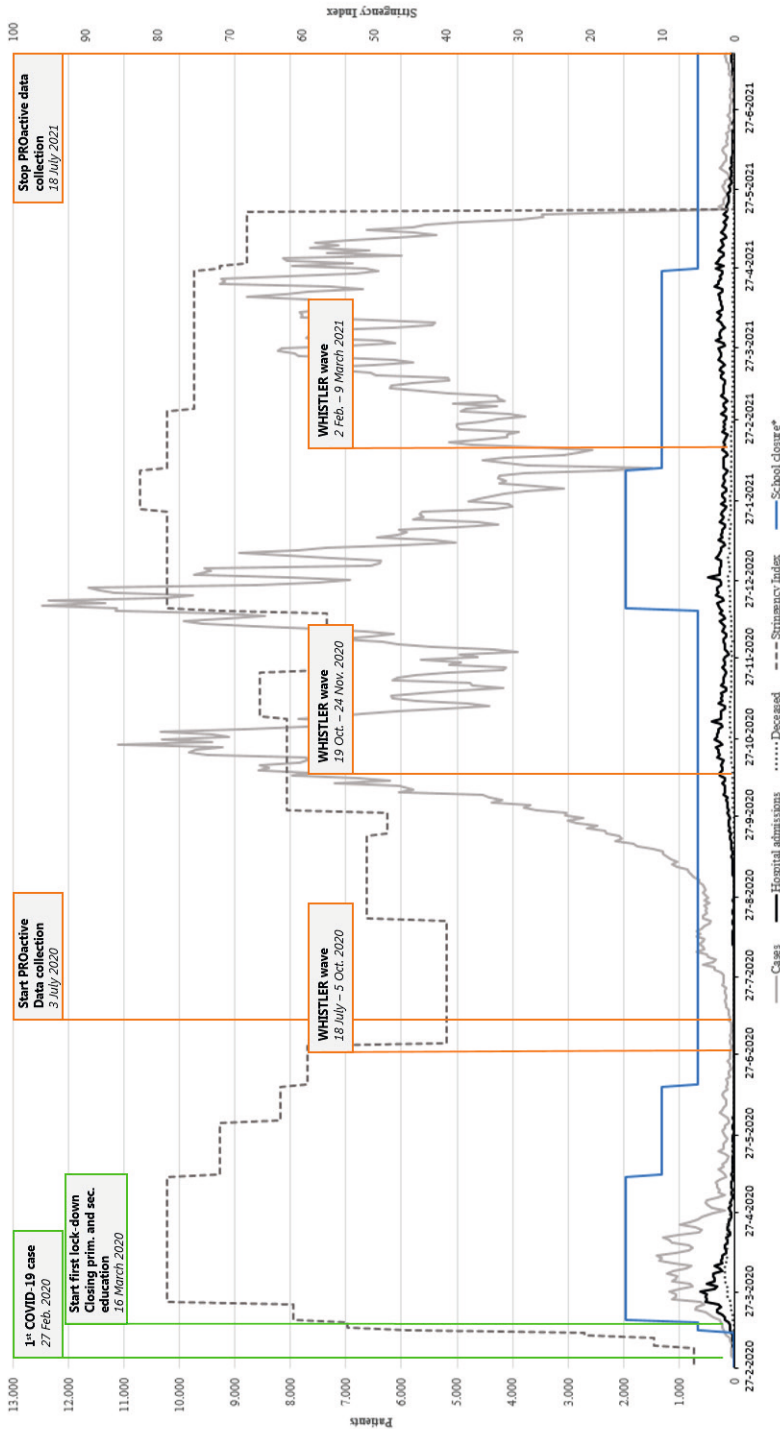 Stringency Index
0
10
20
30
40
50
60
70
80
90
100
Stop PROactive data
collection
18 July 2021
WHISTLER wave
2 Feb. – 9 March 2021
WHISTLER wave
19 Oct. – 24 Nov. 2020
Start PROactive
Data collection
3 July 2020
WHISTLER wave
18 July – 5 Oct. 2020
1st COVID-19 case
27 Feb. 2020
Start first lock-down
Closing prim. and sec.
education
16 March 2020
Patients
13.000
12.000
11.000
10.000
9.000
8.000
7.000
6.000
5.000
4.000
3.000
2.000
1.000
0
27-2-2020
27-3-2020
27-4-2020
27-5-2020
27-6-2020
27-7-2020
27-8-2020
27-9-2020
27-10-2020
27-11-2020
27-12-2020
27-1-2021
27-2-2021
27-3-2021
27-4-2021
27-5-2021
27-6-2021
Cases
Hospital admissions
Deceased
Stringency Index
School closure*